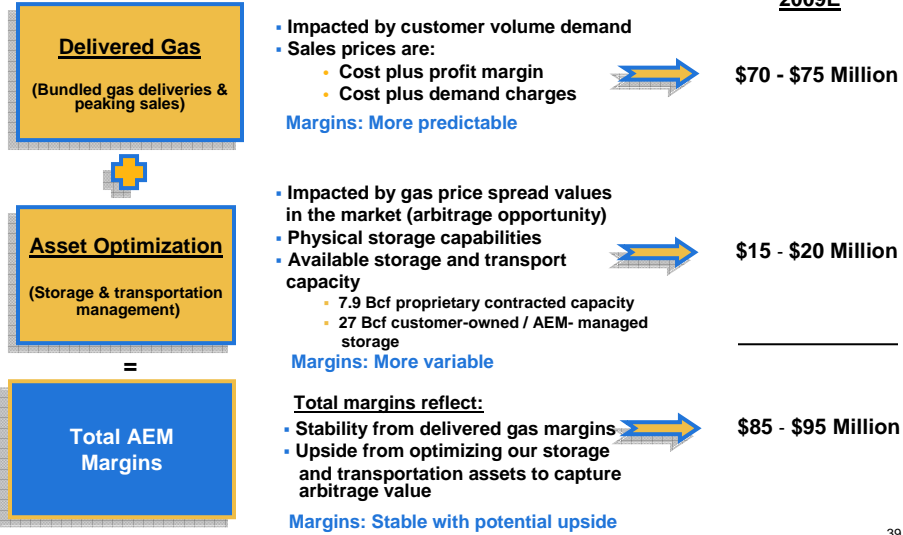 2009E
Delivered Gas
(Bundled gas deliveries &
peaking sales)
▪ Impacted by customer volume demand
▪ Sales prices are:
• Cost plus profit margin
• Cost plus demand charges
Margins: More predictable
$70 - $75 Million
Asset Optimization
(Storage & transportation
management)
▪ Impacted by gas price spread values
in the market (arbitrage opportunity)
▪ Physical storage capabilities
▪ Available storage and transport
capacity
▪ 7.9 Bcf proprietary contracted capacity
▪ 27 Bcf customer-owned / AEM- managed
storage
Margins: More variable
$15 - $20 Million
=
Total AEM
Margins
Total margins reflect:
▪ Stability from delivered gas margins
▪ Upside from optimizing our storage
and transportation assets to capture
arbitrage value
Margins: Stable with potential upside
$85 - $95 Million
39